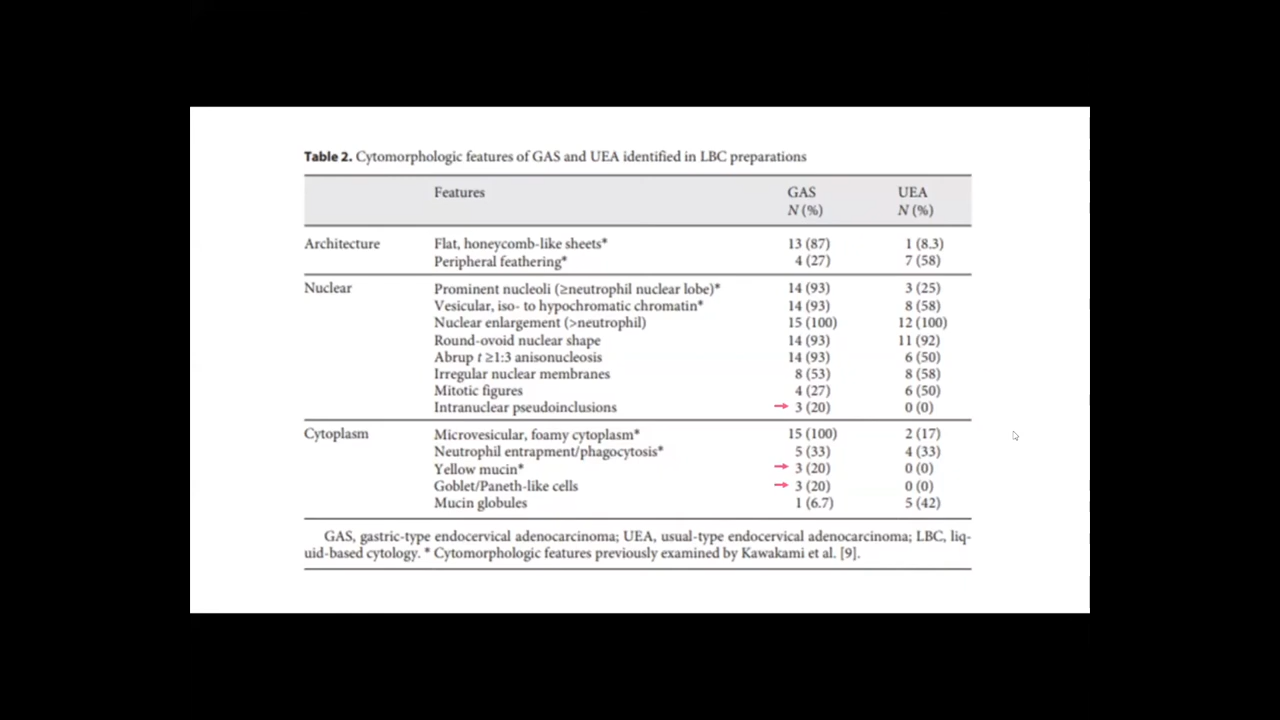 Table 2. Cytomorphologic features of GAS and UEA identified in LBC preparations
Features GAS UEA
N (%) N (%)
Architecture Flat, honeycomb-like sheets* 13 (87) 1 (8.3)
Peripheral feathering* 4 (27) 7 (58)
Nuclear Prominent nucleoli (≥neutrophil nuclear lobe)* 14 (93) 3 (25)
Vesicular, iso- to hypochromatic chromatin* 14 (93) 8 (58)
Nuclear enlargement (>neutrophil) 15 (100) 12 (100)
Round-ovoid nuclear shape 14 (93) 11 (92)
Abrup t ≥1:3 anisonucleosis 14 (93) 6 (50)
Irregular nuclear membranes 8 (53) 8 (58)
Mitotic figures 4 (27) 6 (50)
Intranuclear pseudoinclusions → 3 (20) 0 (0)
Cytoplasm Microvesicular, foamy cytoplasm* 15 (100) 2 (17)
Neutrophil entrapment/phagocytosis* 5 (33) 4 (33)
Yellow mucin* → 3 (20) 0 (0)
Goblet/Paneth-like cells → 3 (20) 0 (0)
Mucin globules 1 (6.7) 5 (42)
GAS, gastric-type endocervical adenocarcinoma; UEA, usual-type endocervical adenocarcinoma; LBC, liq-
uid-based cytology. * Cytomorphologic features previously examined by Kawakami et al. [9].